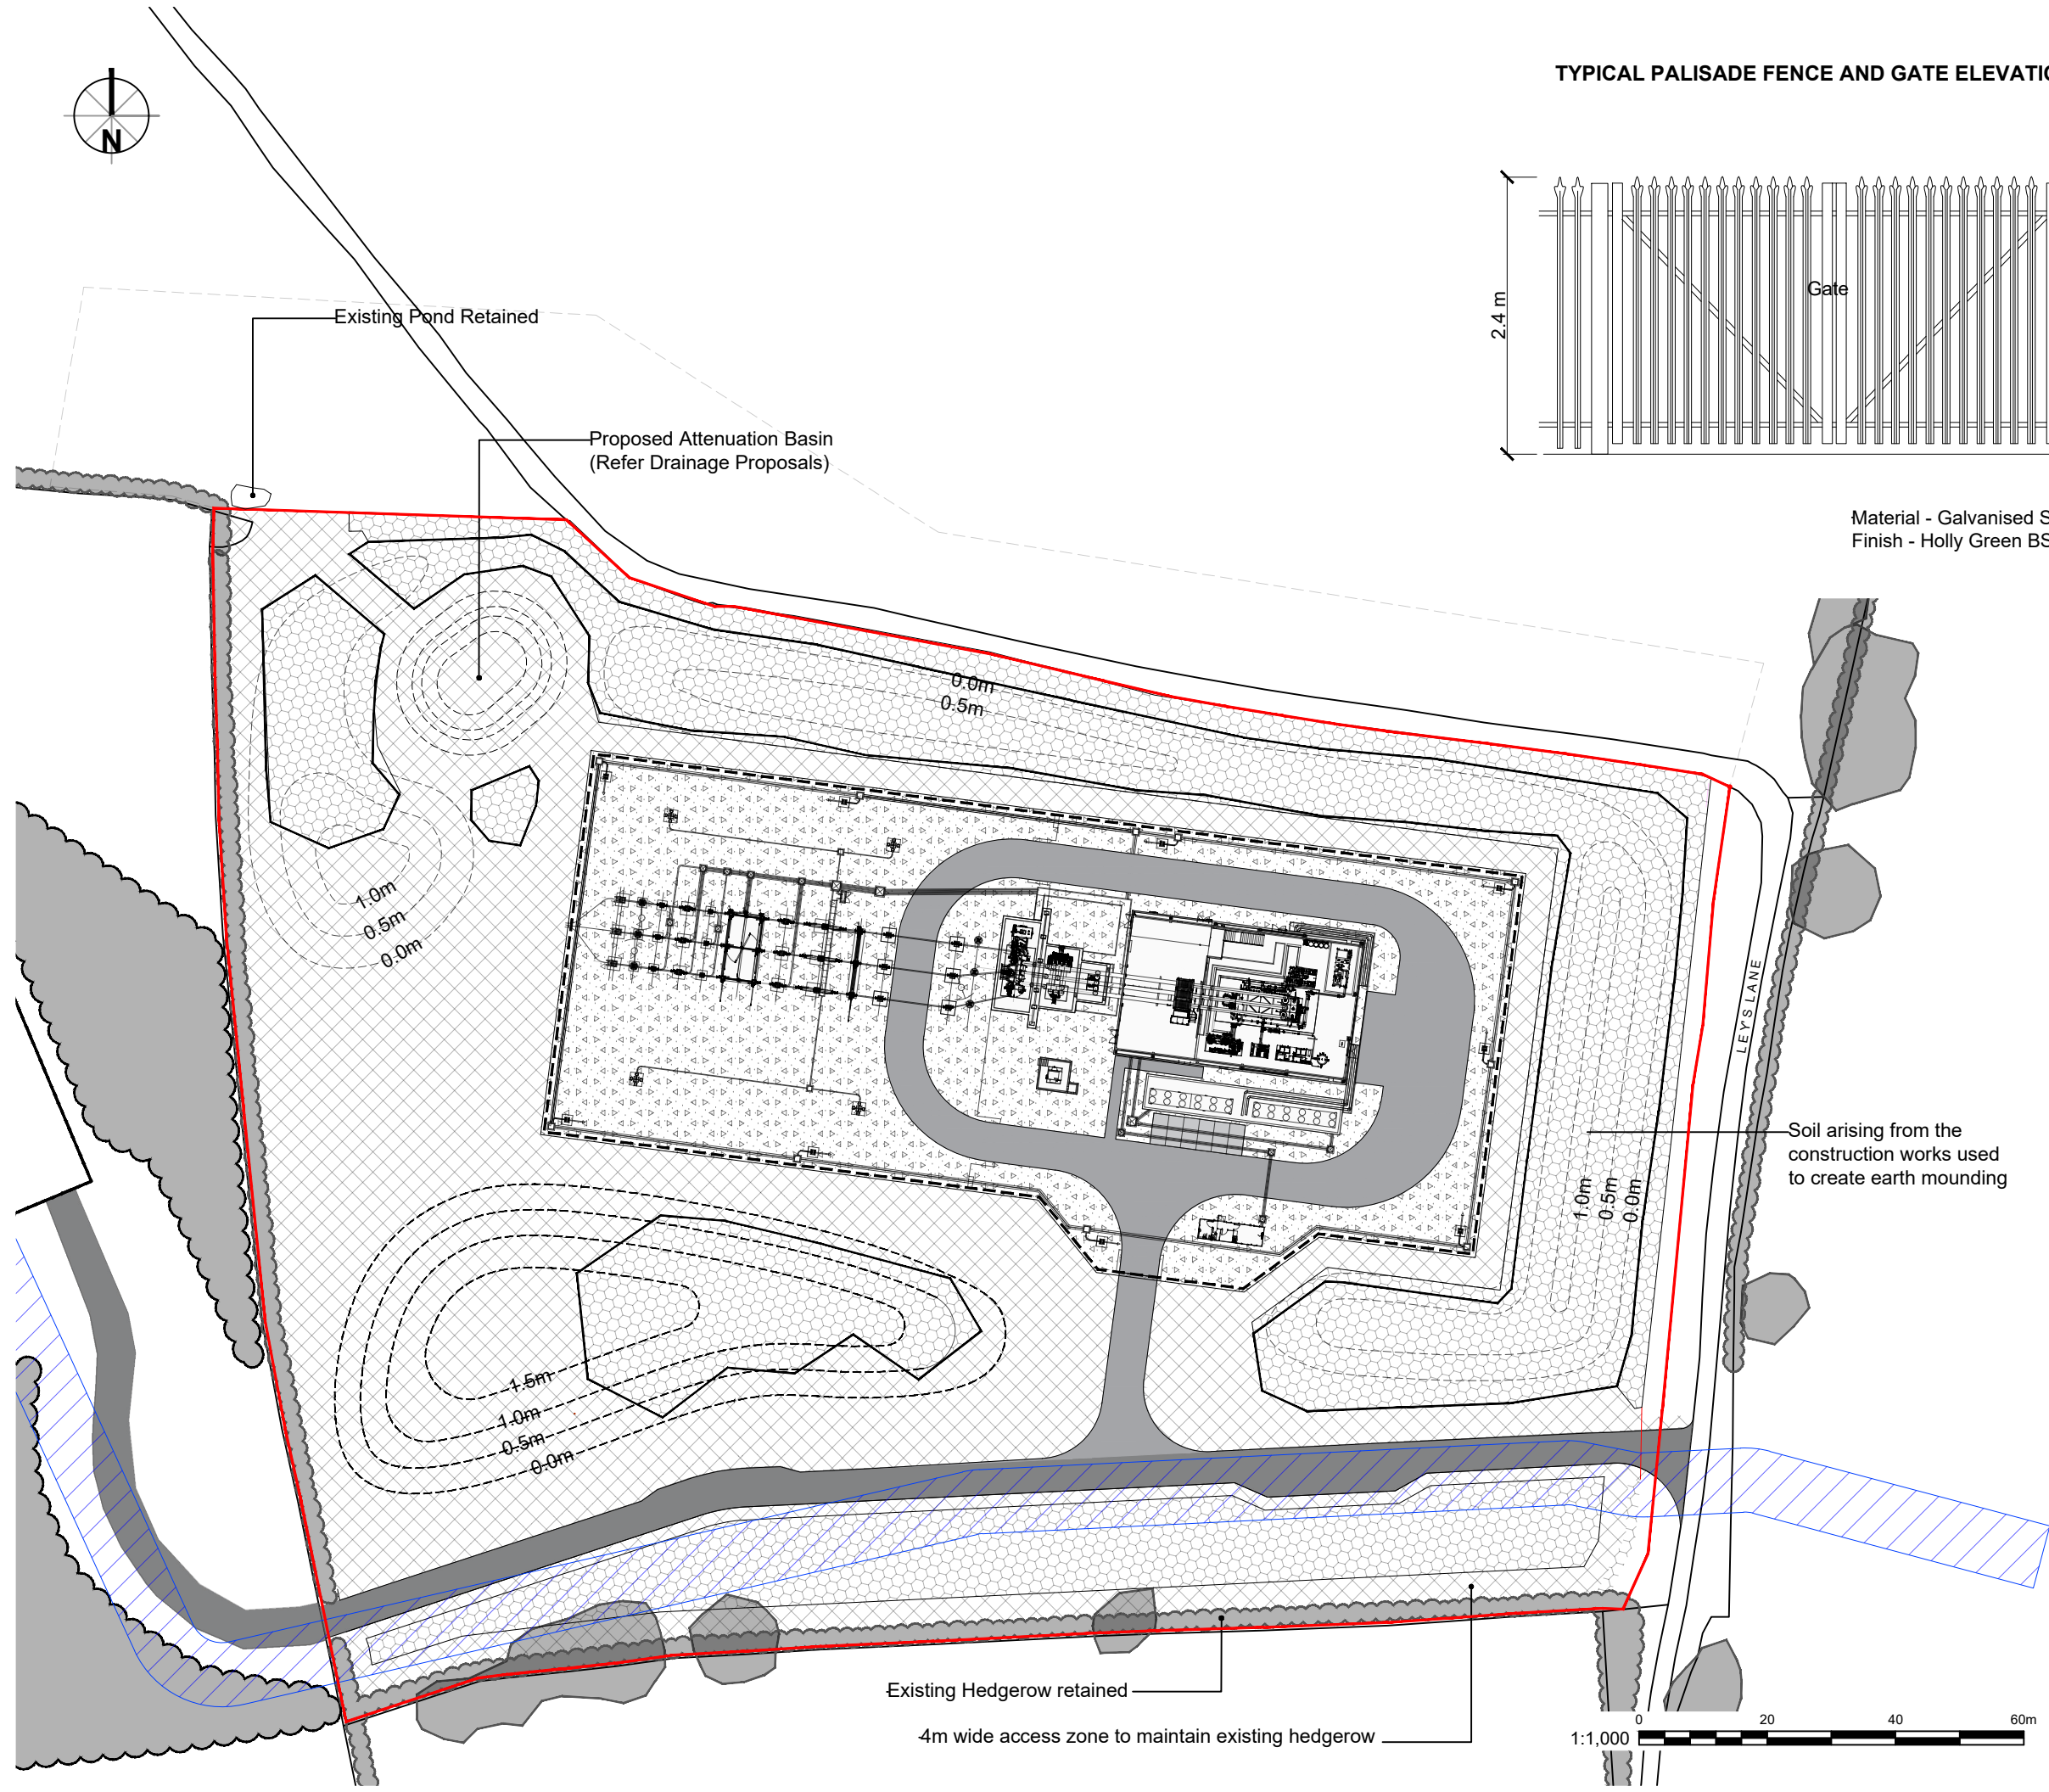 TYPICAL PALISADE FENCE AND GATE
N
Existing Pond Retained
Gate
2.4 m
Proposed Attenuation Basin
(Refer Drainage Proposals)
Material - Galvanised
Finish - Holly Green BS
0.0m
0.5m
1.0m
0.5m
0.0m
LEY'S LANE
Soil arising from the
construction works used
to create earth mounding
1.0m
0.5m
0.0m
1.5m
1.0m
0.5m
0.0m
Existing Hedgerow retained
4m wide access zone to maintain existing hedgerow
1:1,000
0 20 40 60m